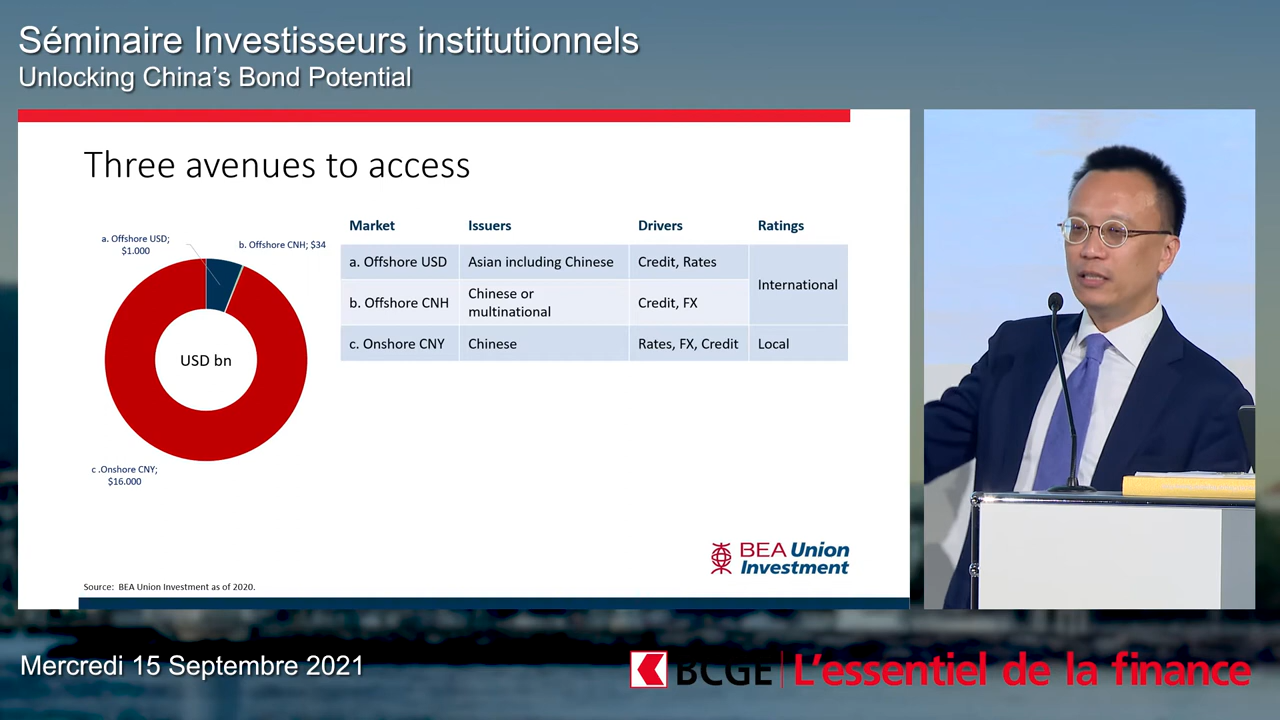 Séminaire Investisseurs institutionnels
Unlocking China's Bond Potential
Three avenues to access
a. Offshore USD;
$1.000
b. Offshore CNH; $34
USD bn
c .Onshore CNY;
$16.000
Market Issuers Drivers Ratings
a. Offshore USD Asian including Chinese Credit, Rates
International
b. Offshore CNH Chinese or
multinational Credit, FX
c. Onshore CNY Chinese Rates, FX, Credit Local
BEA Union
Investment
Source: BEA Union Investment as of 2020.
Mercredi 15 Septembre 2021
BCGE L'essentiel de la finance